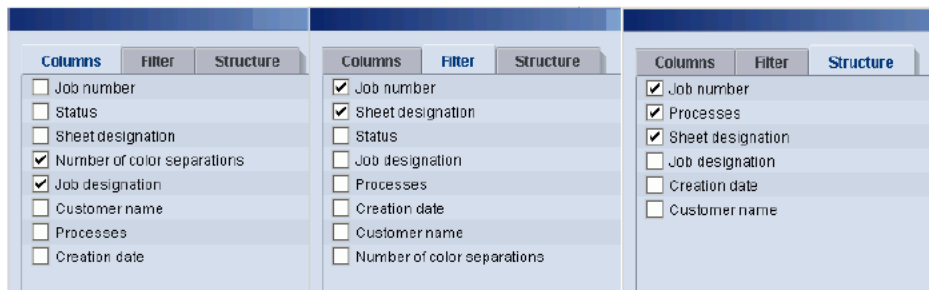 Columns Filter Structure
Job number
Status
Sheet designation
Number of color separations
Job designation
Customer name
Processes
Creation date
Columns Filter Structure
Job number
Sheet designation
Status
Job designation
Processes
Creation date
Customer name
Number of color separations
Columns Filter Structure
Job number
Processes
Sheet designation
Job designation
Creation date
Customer name